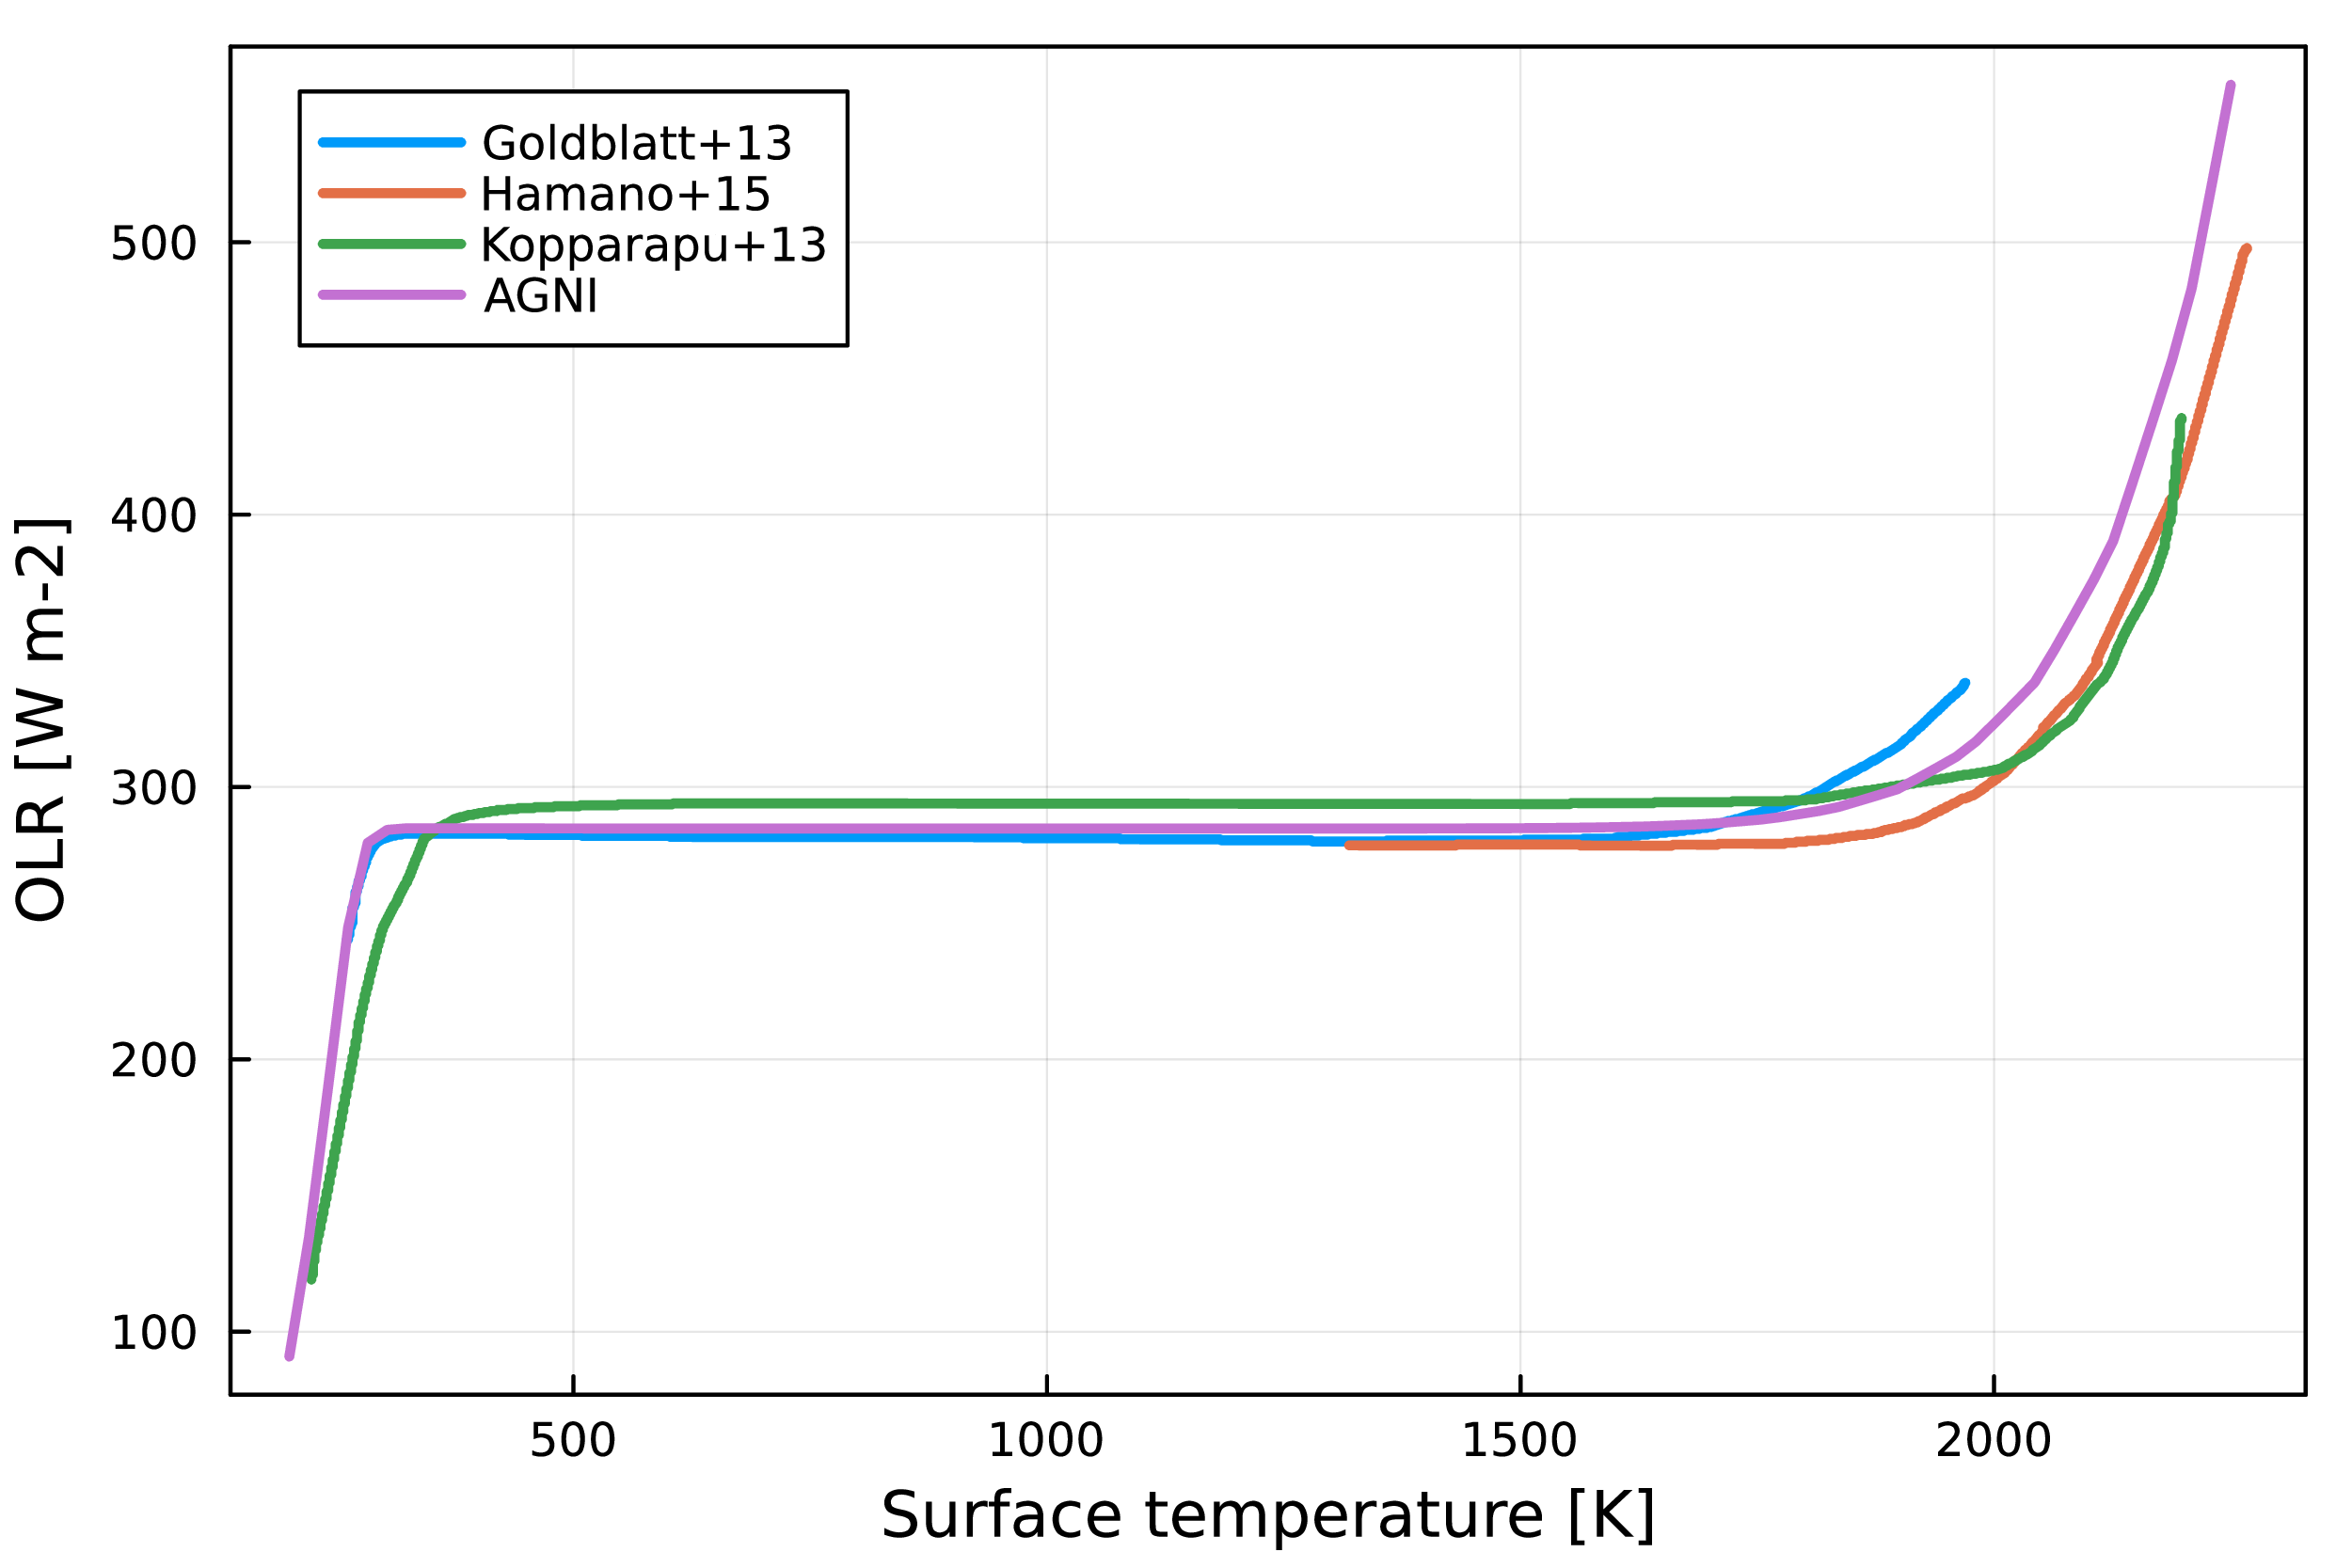 Goldblatt+13
Hamano+15
Kopparapu+13
AGNI
500
400
300
200
100
OLR [W m-2]
500 1000 1500 2000
Surface temperature [K]